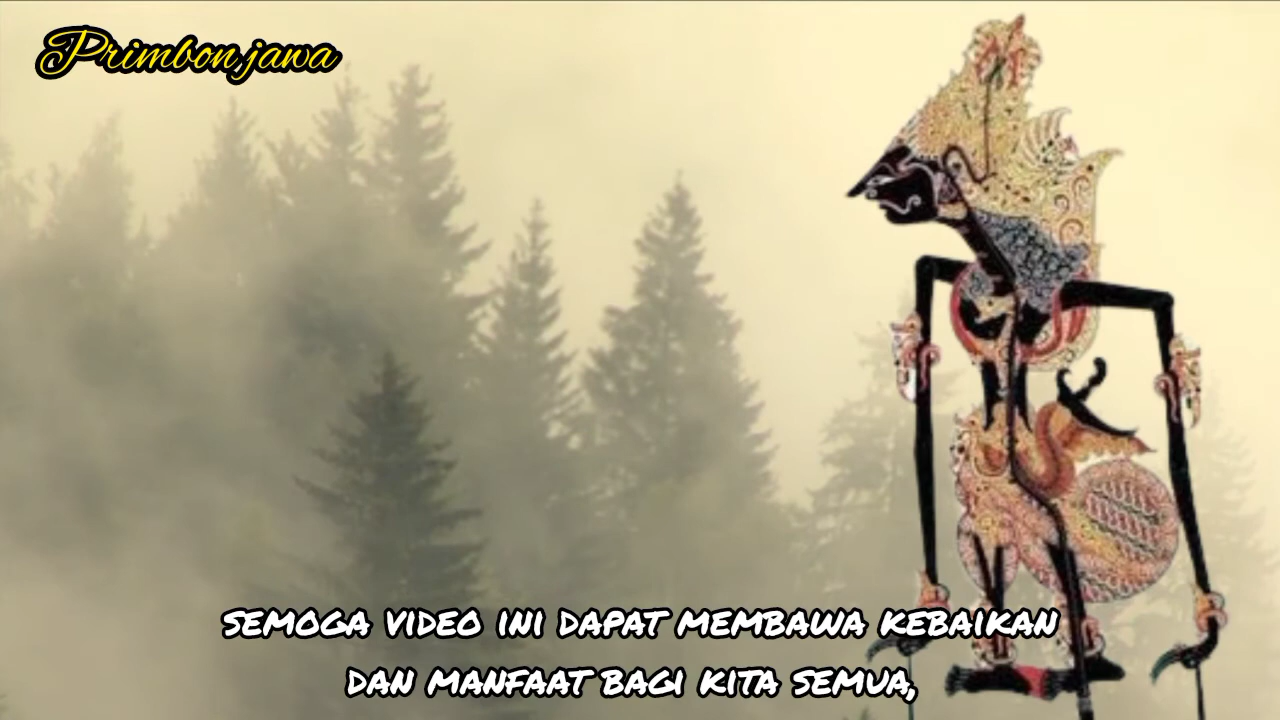 Primbon,jawa
SEMOGA VIDEO INI DAPAT MEMBAWA KEBAIKAN
DAN MANFAAT BAGI KITA SEMUA,